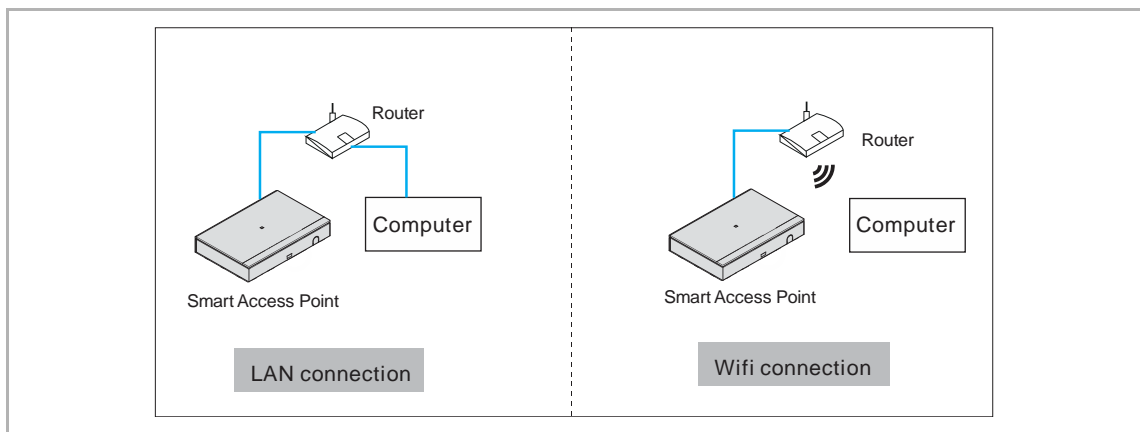 Router
Computer
Smart Access Point
LAN connection
Router
Computer
Smart Access Point
Wifi connection